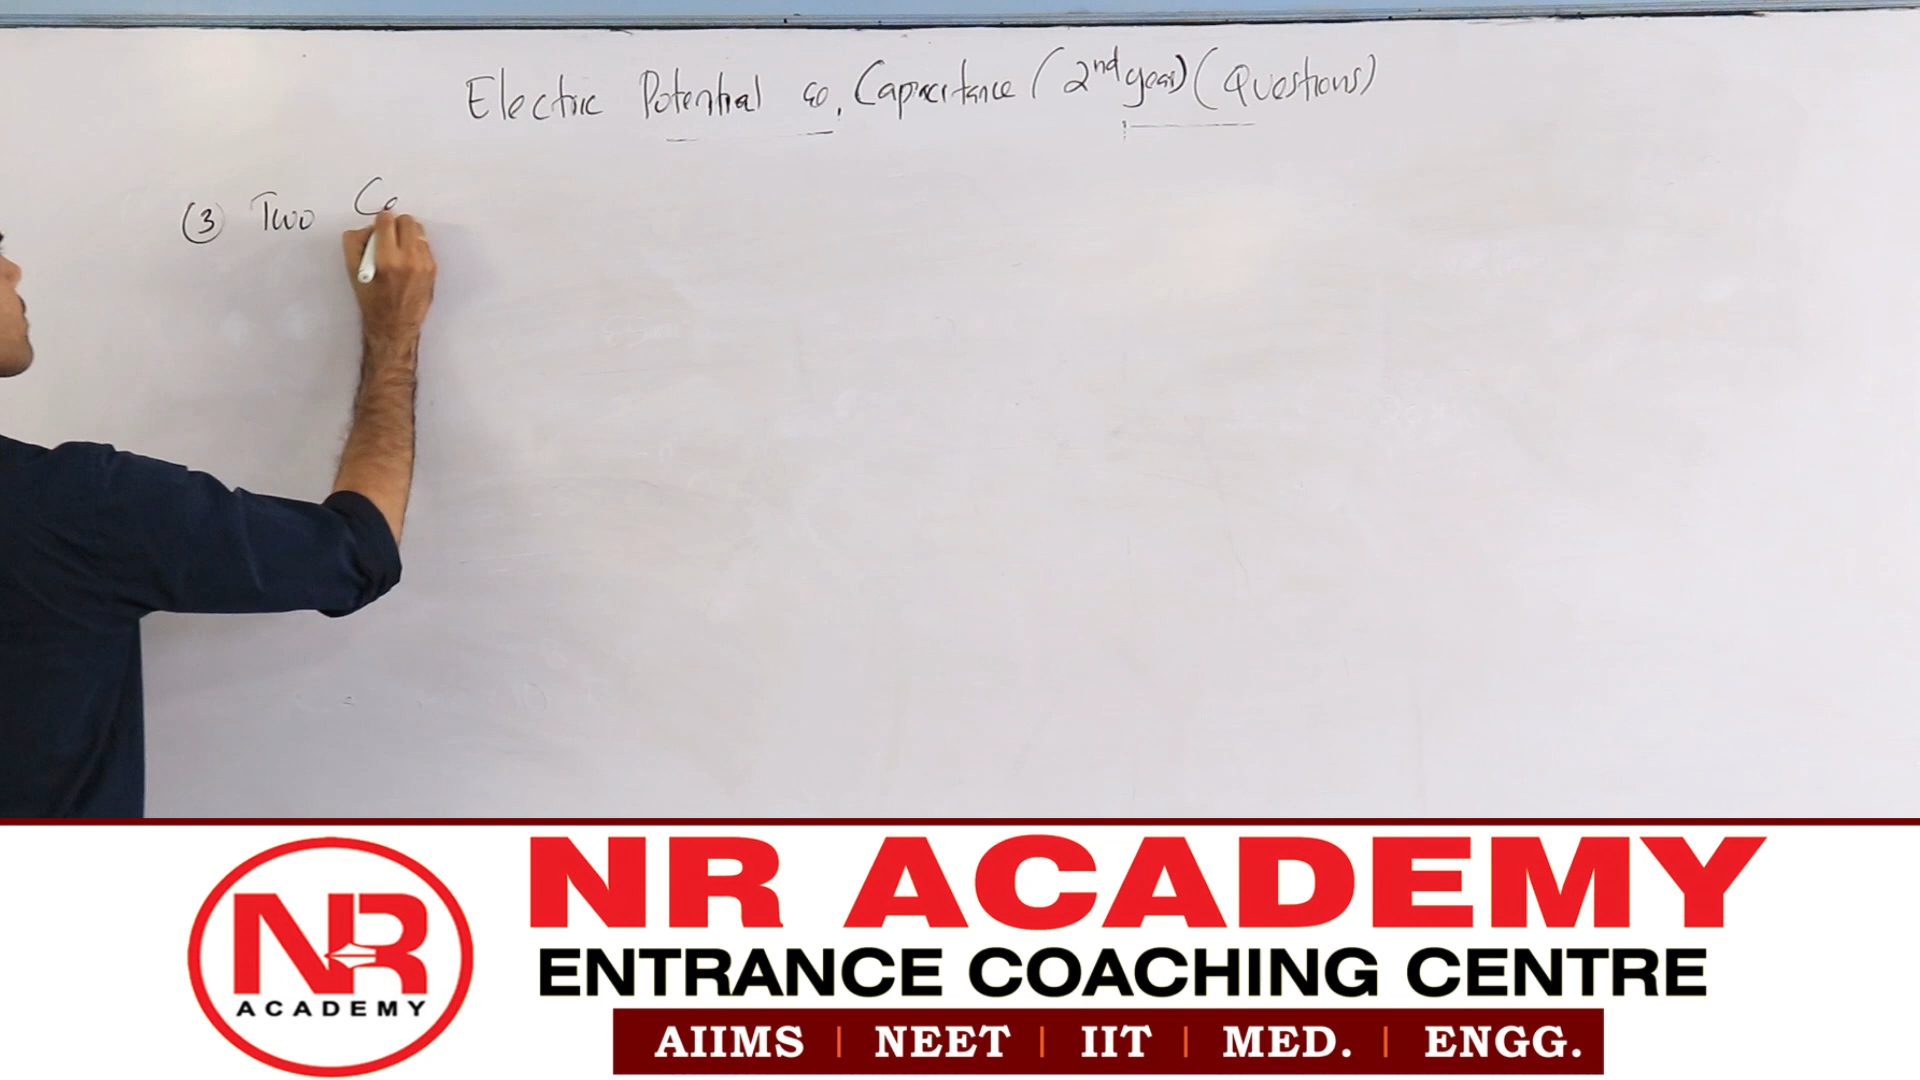 Electric Potential &, Capacitance (2nd year) (Questions)
(3) Two Co
NR
ACADEMY
NR ACADEMY
ENTRANCE COACHING CENTRE
AIIMS | NEET | IIT | MED. | ENGG.